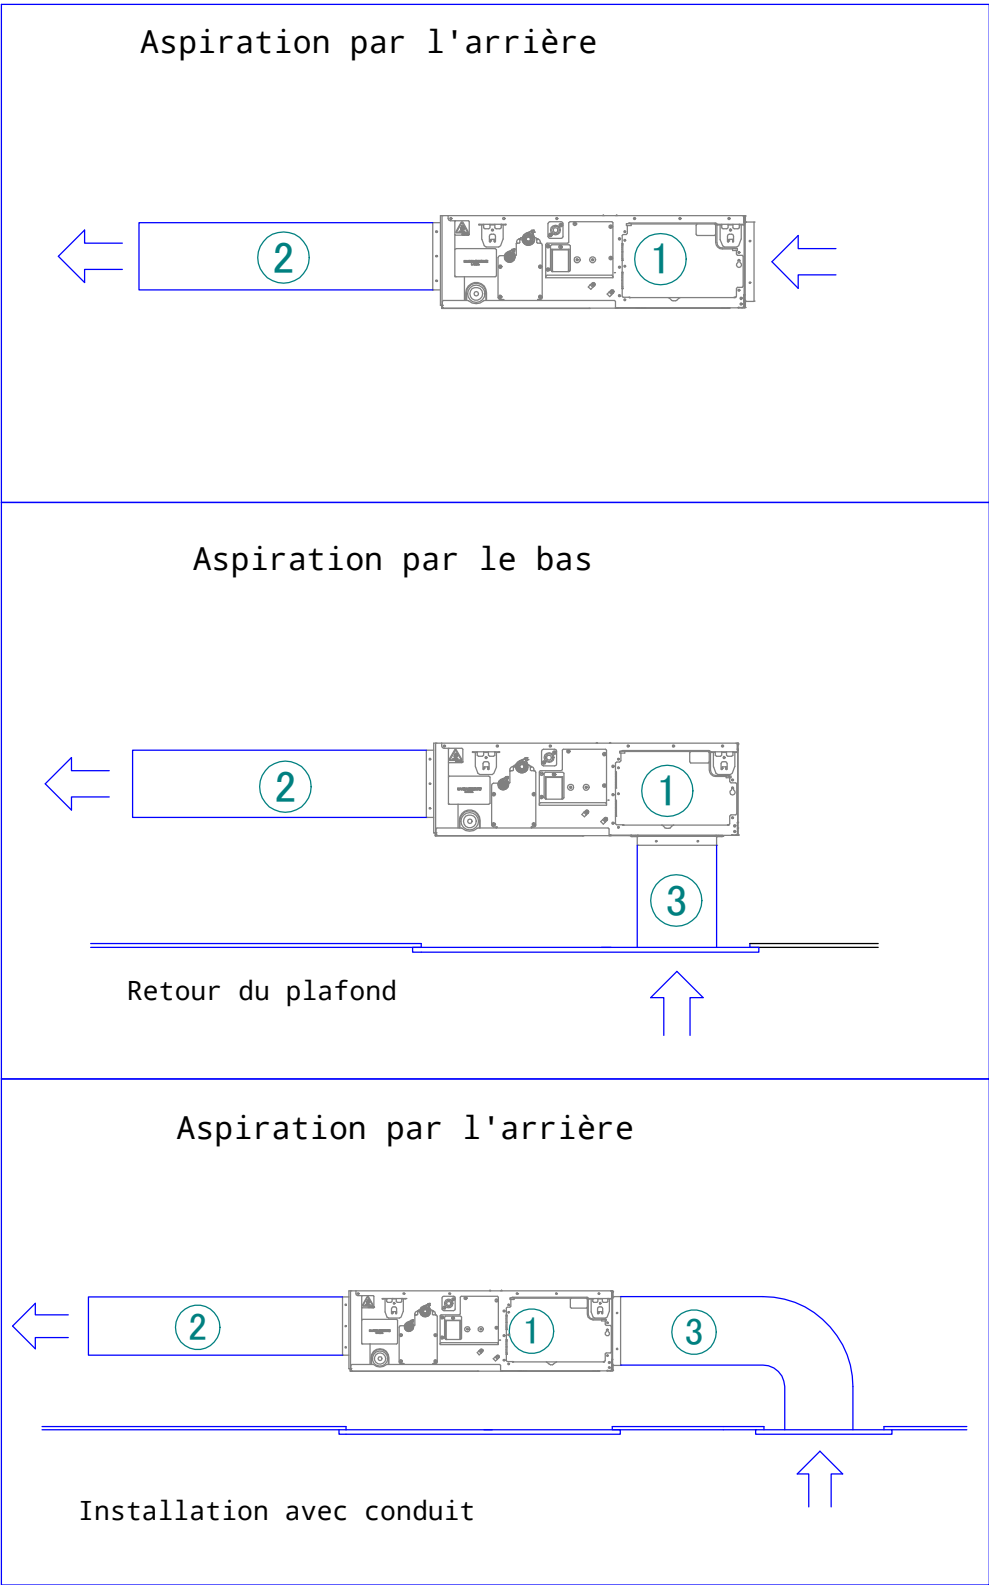 Aspiration par l'arrière
2
1
Aspiration par le bas
2
1
3
Retour du plafond
Aspiration par l'arrière
2
1
3
Installation avec conduit